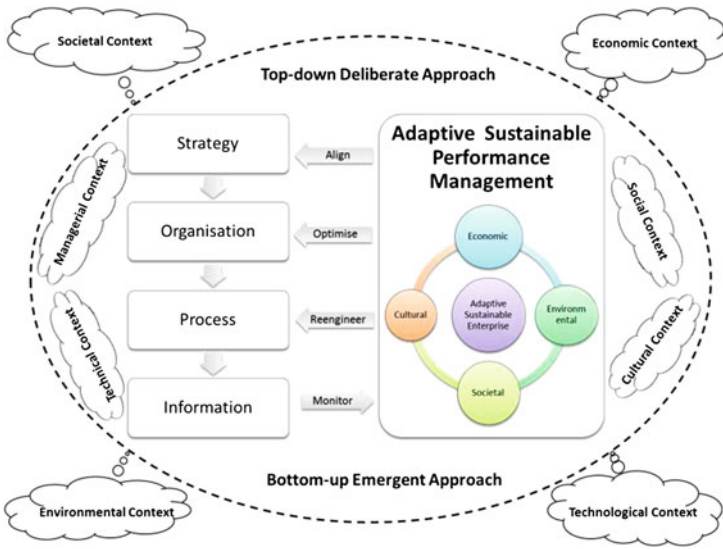 Societal Context
Economic Context
Top-down Deliberate Approach
Strategy
Align
Adaptive Sustainable
Performance
Management
Managerial Context
Social Context
Organisation
Optimise
Economic
Process
Reengineer
Cultural
Adaptive
Sustainable
Enterprise
Environm
ental
Technical Context
Cultural Context
Information
Monitor
Societal
Bottom-up Emergent Approach
Environmental Context
Technological Context